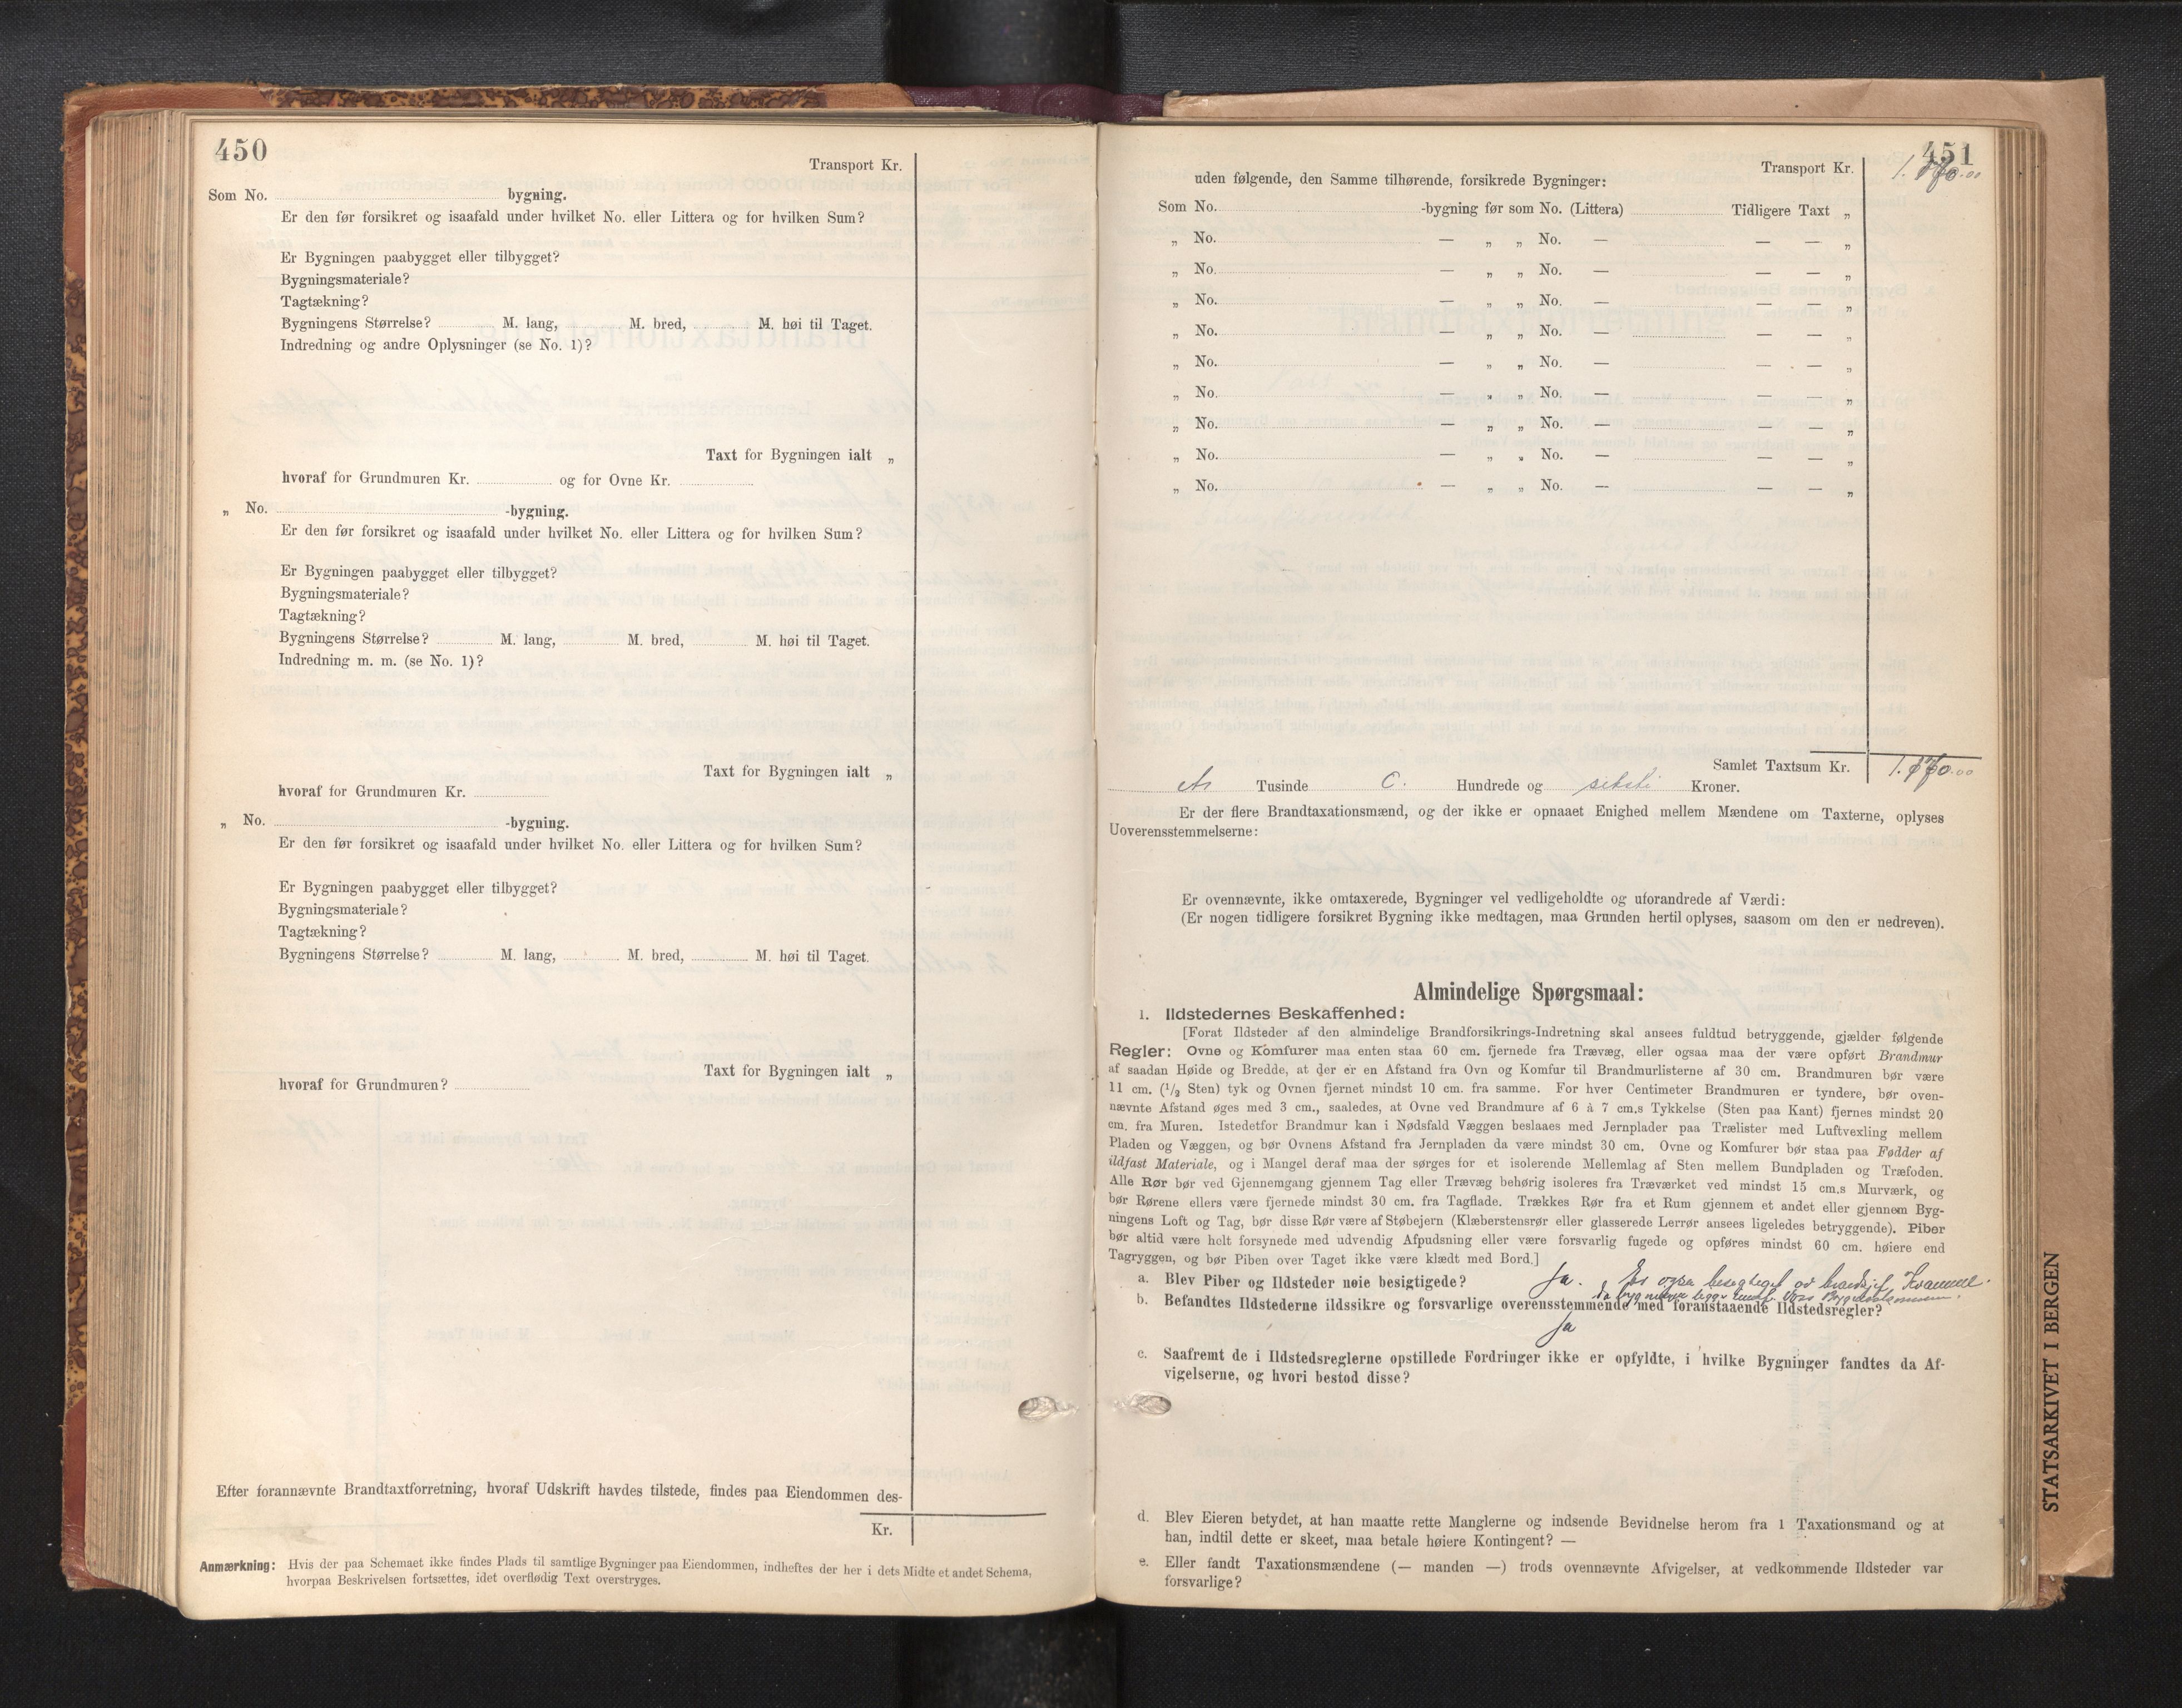 450
Transport Kr.
Som No. bygning.
Er den før forsikret og isaafald under hvilket No. eller Littera og for hvilken Sum?
Er Bygningen paabygget eller tilbygget?
Bygningsmateriale?
Tagtækning?
Bygningens Størrelse? M. lang, M. bred, M. høi til Taget.
Indredning og andre Oplysninger (se No. 1)?
Taxt for Bygningen ialt „
hvoraf for Grundmuren Kr. og for Ovne Kr.
„ No. -bygning.
Er den før forsikret og isaafald under hvilket No. eller Littera og for hvilken Sum?
Er Bygningen paabygget eller tilbygget?
Bygningsmateriale?
Tagtækning?
Bygningens Størrelse? M. lang, M. bred, M. høi til Taget.
Indredning m. m. (se No. 1)?
Taxt for Bygningen ialt „
hvoraf for Grundmuren Kr.
„ No. -bygning.
Er den før forsikret og isaafald under hvilket No. eller Littera og for hvilken Sum?
Er Bygningen paabygget eller tilbygget?
Bygningsmateriale?
Tagtækning?
Bygningens Størrelse? M. lang, M. bred, M. høi til Taget.
Taxt for Bygningen ialt „
hvoraf for Grundmuren?
Efter forannævnte Brandtaxtforretning, hvoraf Udskrift havdes tilstede, findes paa Eiendommen des-
Kr.
Anmærkning: Hvis der paa Schemaet ikke findes Plads til samtlige Bygninger paa Eiendommen, indheftes der her i dets Midte et andet Schema,
hvorpaa Beskrivelsen fortsættes, idet overflødig Text overstryges.
451
Transport Kr.
uden følgende, den Samme tilhørende, forsikrede Bygninger:
Som No. -bygning før som No. (Littera) Tidligere Taxt „
„ No. — „ „ No. — — — „
„ No. — „ „ No. — — — „
„ No. — „ „ No. — — — „
„ No. — „ „ No. — — — „
„ No. — „ „ No. — — — „
„ No. — „ „ No. — — — „
„ No. — „ „ No. — — — „
„ No. — „ „ No. — — — „
„ No. — „ „ No. — — — „
Samlet Taxtsum Kr.
Tusinde Hundrede og seksti Kroner.
Er der flere Brandtaxationsmænd, og der ikke er opnaaet Enighed mellem Mændene om Taxterne, oplyses
Uoverensstemmelserne:
Er ovennævnte, ikke omtaxerede, Bygninger vel vedligeholdte og uforandrede af Værdi:
(Er nogen tidligere forsikret Bygning ikke medtagen, maa Grunden hertil oplyses, saasom om den er nedreven).
Almindelige Spørgsmaal:
1. Ildstedernes Beskaffenhed:
[Forat Ildsteder af den almindelige Brandforsikrings-Indretning skal ansees fuldtud betryggende, gjælder følgende
Regler: Ovne og Komfurer maa enten staa 60 cm. fjernede fra Trævæg, eller ogsaa maa der være opført Brandmur
af saadan Høide og Bredde, at der er en Afstand fra Ovn og Komfur til Brandmurlisterne af 30 cm. Brandmuren bør være
11 cm. (1/2 Sten) tyk og Ovnen fjernet mindst 10 cm. fra samme. For hver Centimeter Brandmuren er tyndere, bør oven-
nævnte Afstand øges med 3 cm., saaledes, at Ovne ved Brandmure af 6 à 7 cm.s Tykkelse (Sten paa Kant) fjernes mindst 20
cm. fra Muren. Istedetfor Brandmur kan i Nødsfald Væggen beslaaes med Jernplader paa Trælister med Luftvexling mellem
Pladen og Væggen, og bør Ovnens Afstand fra Jernpladen da være mindst 30 cm. Ovne og Komfurer bør staa paa Fødder af
ildfast Materiale, og i Mangel deraf maa der sørges for et isolerende Mellemlag af Sten mellem Bundpladen og Træfoden.
Alle Rør bør ved Gjennemgang gjennem Tag eller Trævæg behørig isoleres fra Træværket ved mindst 15 cm.s Murværk, og
bør Rørene ellers være fjernede mindst 30 cm. fra Tagflade. Trækkes Rør fra et Rum gjennem et andet eller gjennem Byg-
ningens Loft og Tag, bør disse Rør være af Støbejern (Klæberstensrør eller glasserede Lerrør ansees ligeledes betryggende). Piber
bør altid være helt forsynede med udvendig Afpudsning eller være forsvarlig fugede og opføres mindst 60 cm. høiere end
Tagryggen, og bør Piben over Taget ikke være klædt med Bord.]
a. Blev Piber og Ildsteder nøie besigtigede? Ja.
b. Befandtes Ildstederne ildssikre og forsvarlige overensstemmende med foranstaaende Ildstedsregler?
Ja
c. Saafremt de i Ildstedsreglerne opstillede Fordringer ikke er opfyldte, i hvilke Bygninger fandtes da Af-
vigelserne, og hvori bestod disse?
d. Blev Eieren betydet, at han maatte rette Manglerne og indsende Bevidnelse herom fra 1 Taxationsmand og at
han, indtil dette er skeet, maa betale høiere Kontingent? —
e. Eller fandt Taxationsmændene (— manden —) trods ovennævnte Afvigelser, at vedkommende Ildsteder var
forsvarlige?
STATSARKIVET I BERGEN